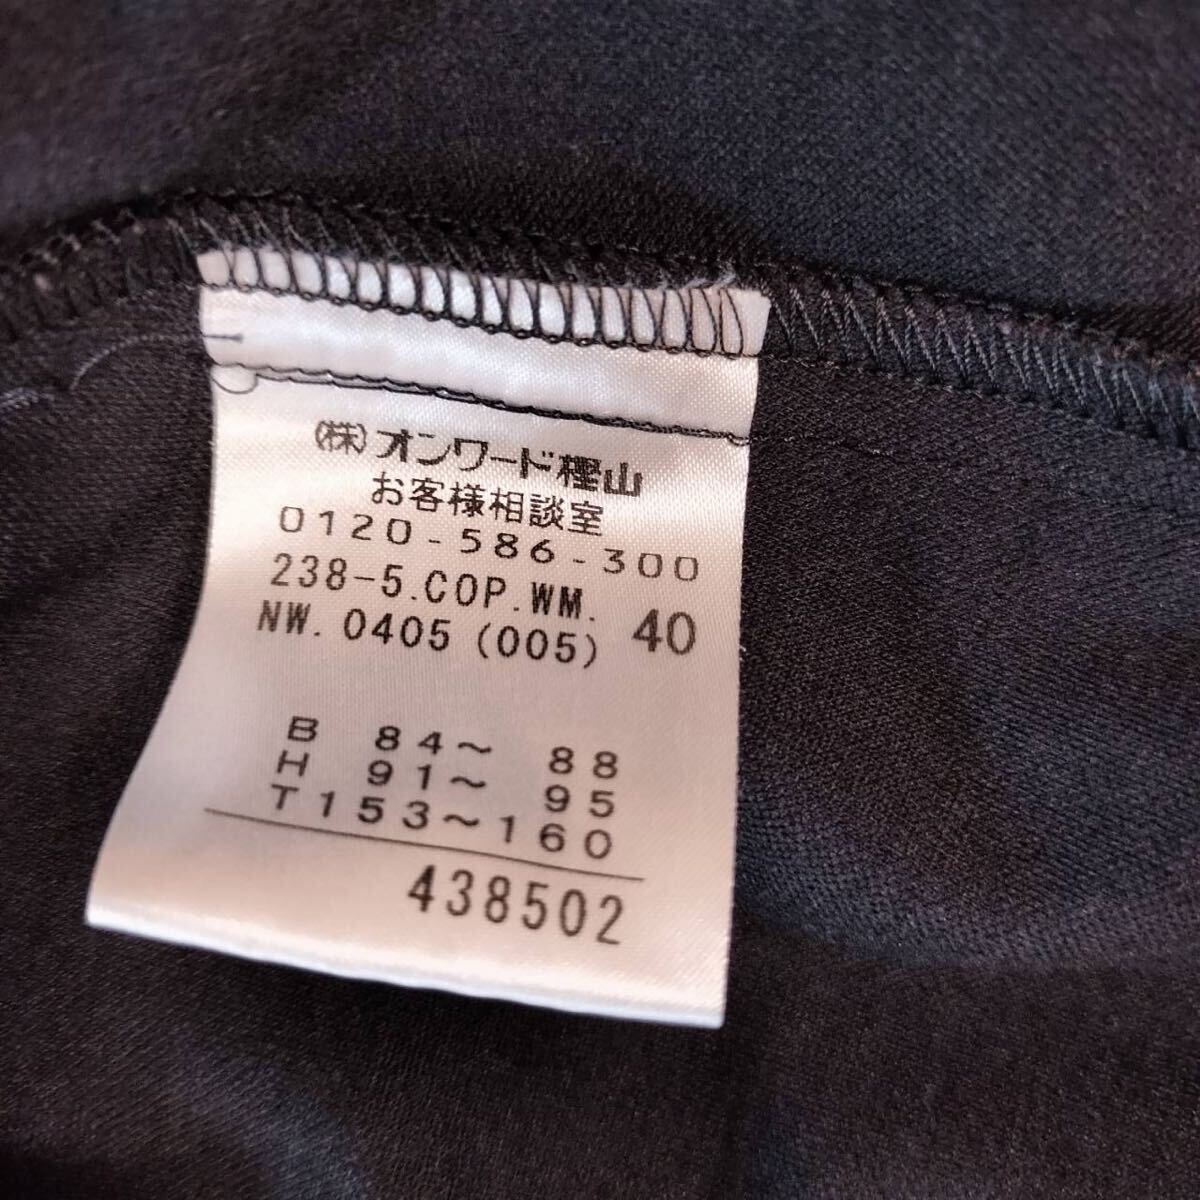 (株)オンワード樫山
お客様相談室
0120-586-300
238-5.COP.WM.
NW. 0405 (005) 40
B 84～ 88
H 91～ 95
T153～160
438502